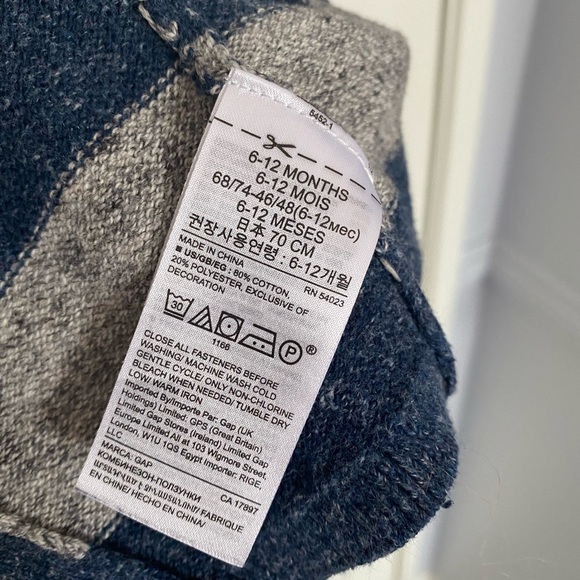 5482-1
6-12 MONTHS
6-12 MOIS
68/74-46/48(6-12мес)
6-12 MESES
日本 70 CM
권장사용연령 : 6-12개월
MADE IN CHINA RN 54023
■ US/GB/EG : 80% COTTON,
20% POLYESTER, EXCLUSIVE OF
DECORATION
30 P ®
1166
CLOSE ALL FASTENERS BEFORE
WASHING/ MACHINE WASH COLD
GENTLE CYCLE/ ONLY NON-CHLORINE
BLEACH WHEN NEEDED/ TUMBLE DRY
LOW/ WARM IRON
Imported By/Importe Par: Gap (UK
Holdings) Limited: GPS (Great Britain)
Limited Gap Stores (Ireland) Limited Gap
Europe Limited All at 103 Wigmore Street,
London, W1U 1QS Egypt Importer: RIGE,
LLC
MARCA: GAP CA 17897
КОМБИНЕЗОН-ПОЛЗУНКИ
FABRIQUE
EN CHINE/ HECHO EN CHINA/